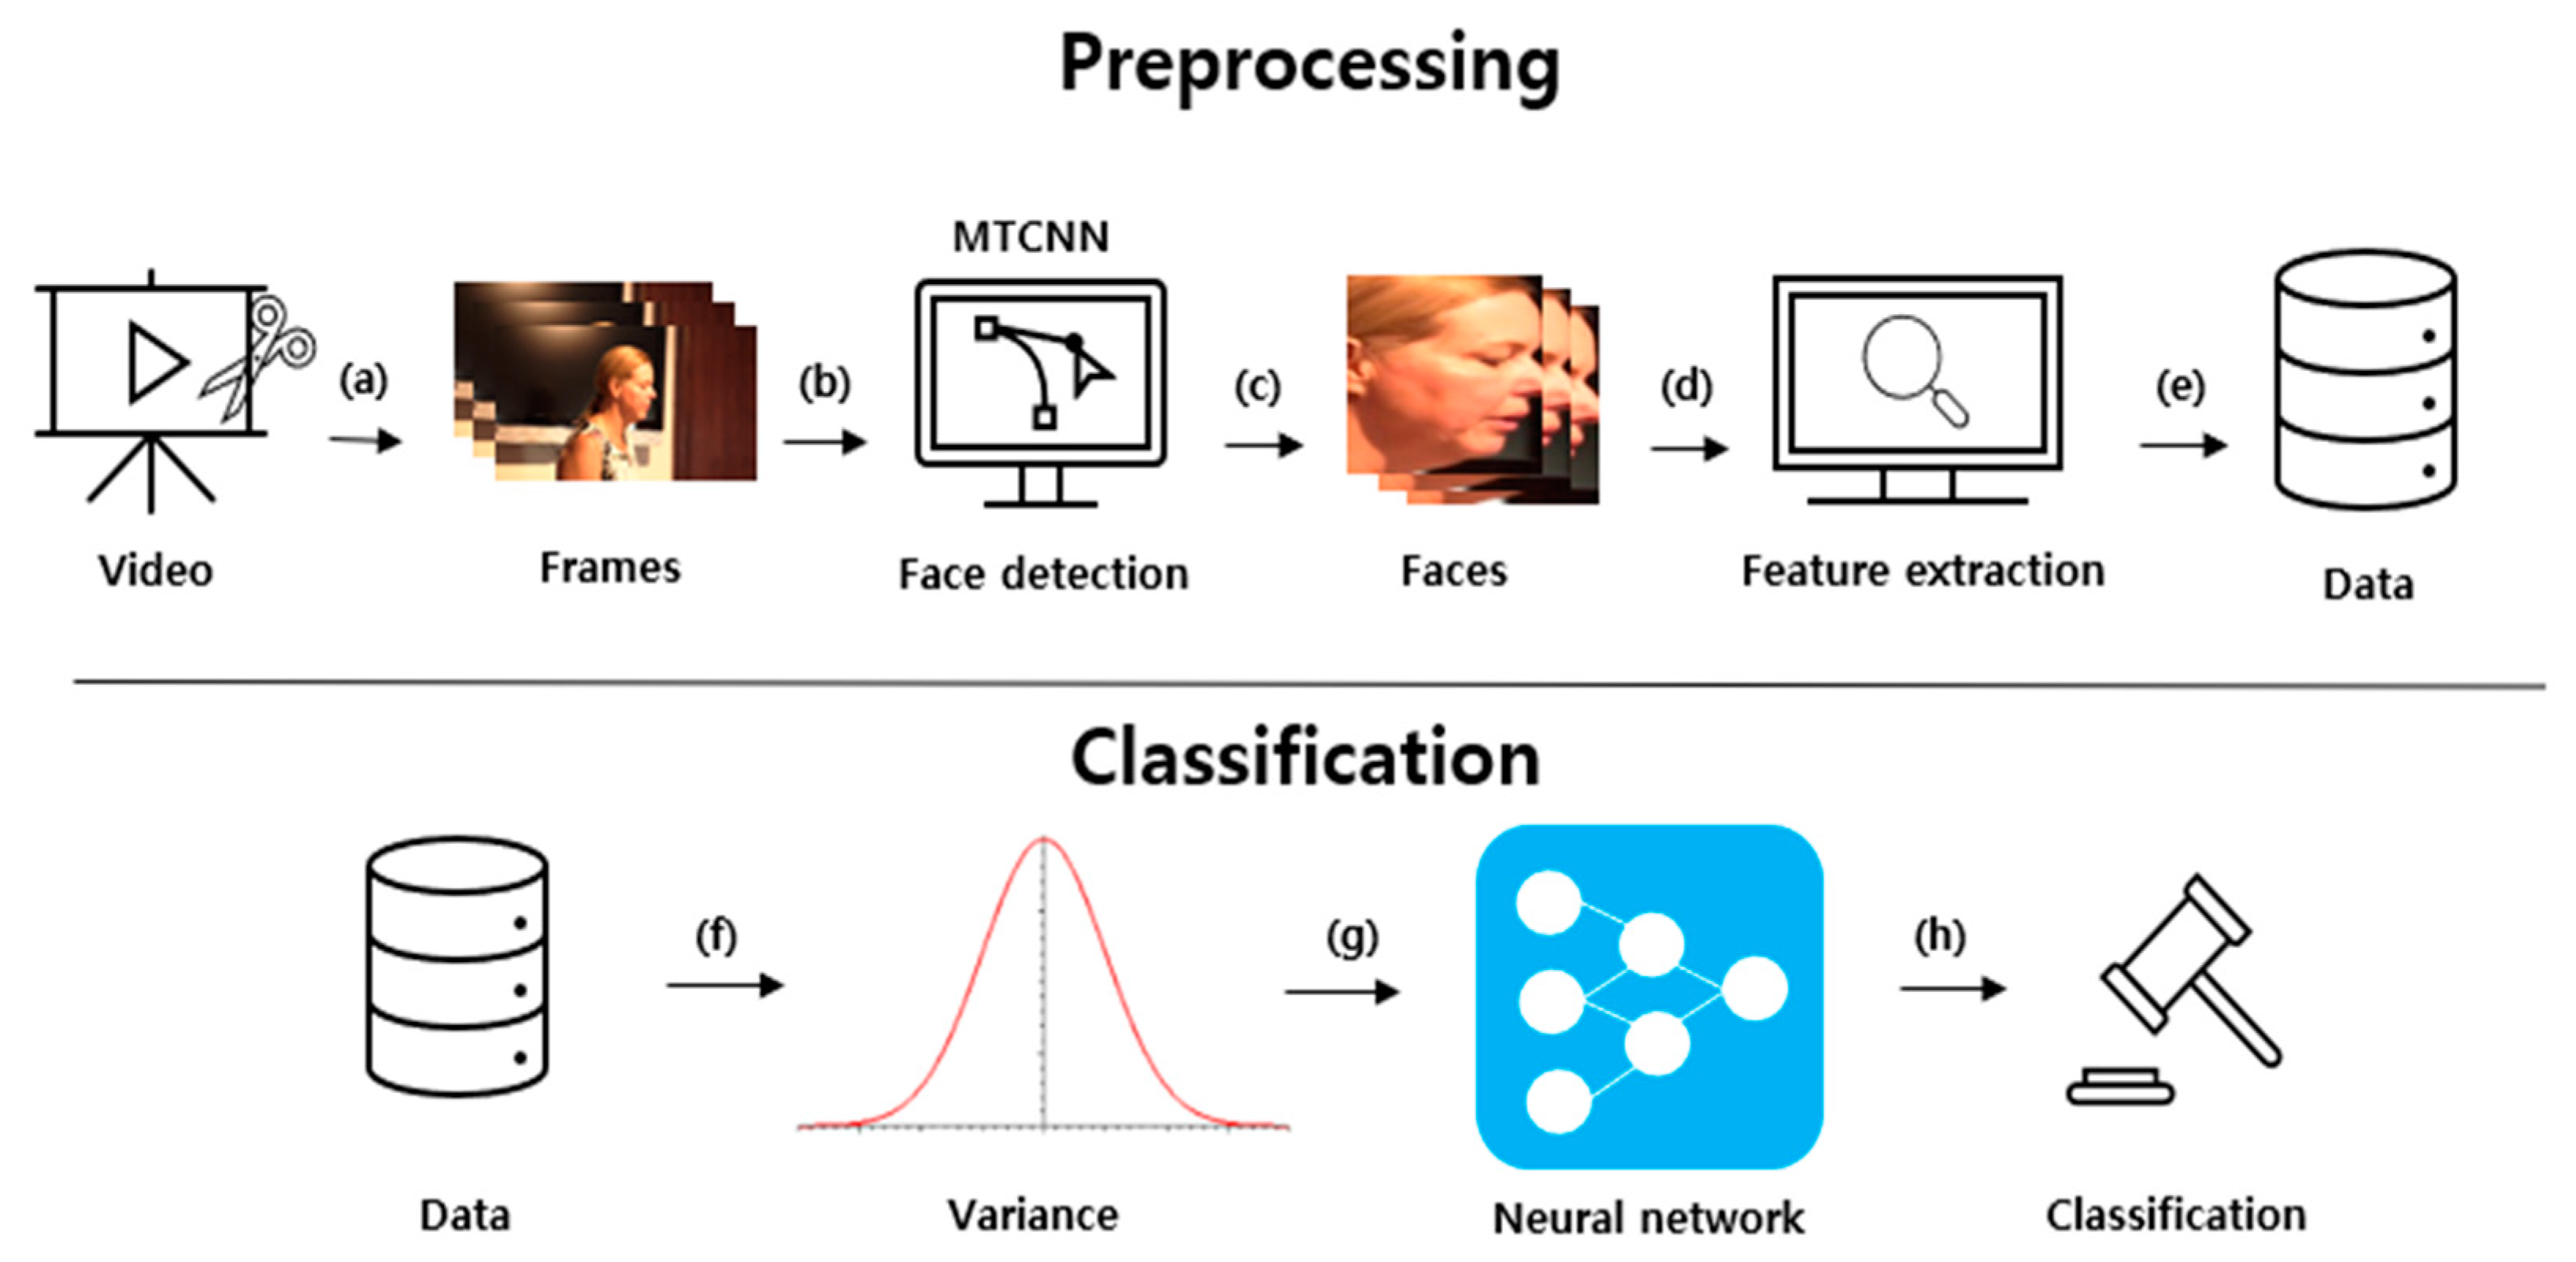 Preprocessing
MTCNN
(a) (b) (c) (d) (e)
Video Frames Face detection Faces Feature extraction Data
Classification
(f) (g) (h)
Data Variance Neural network Classification